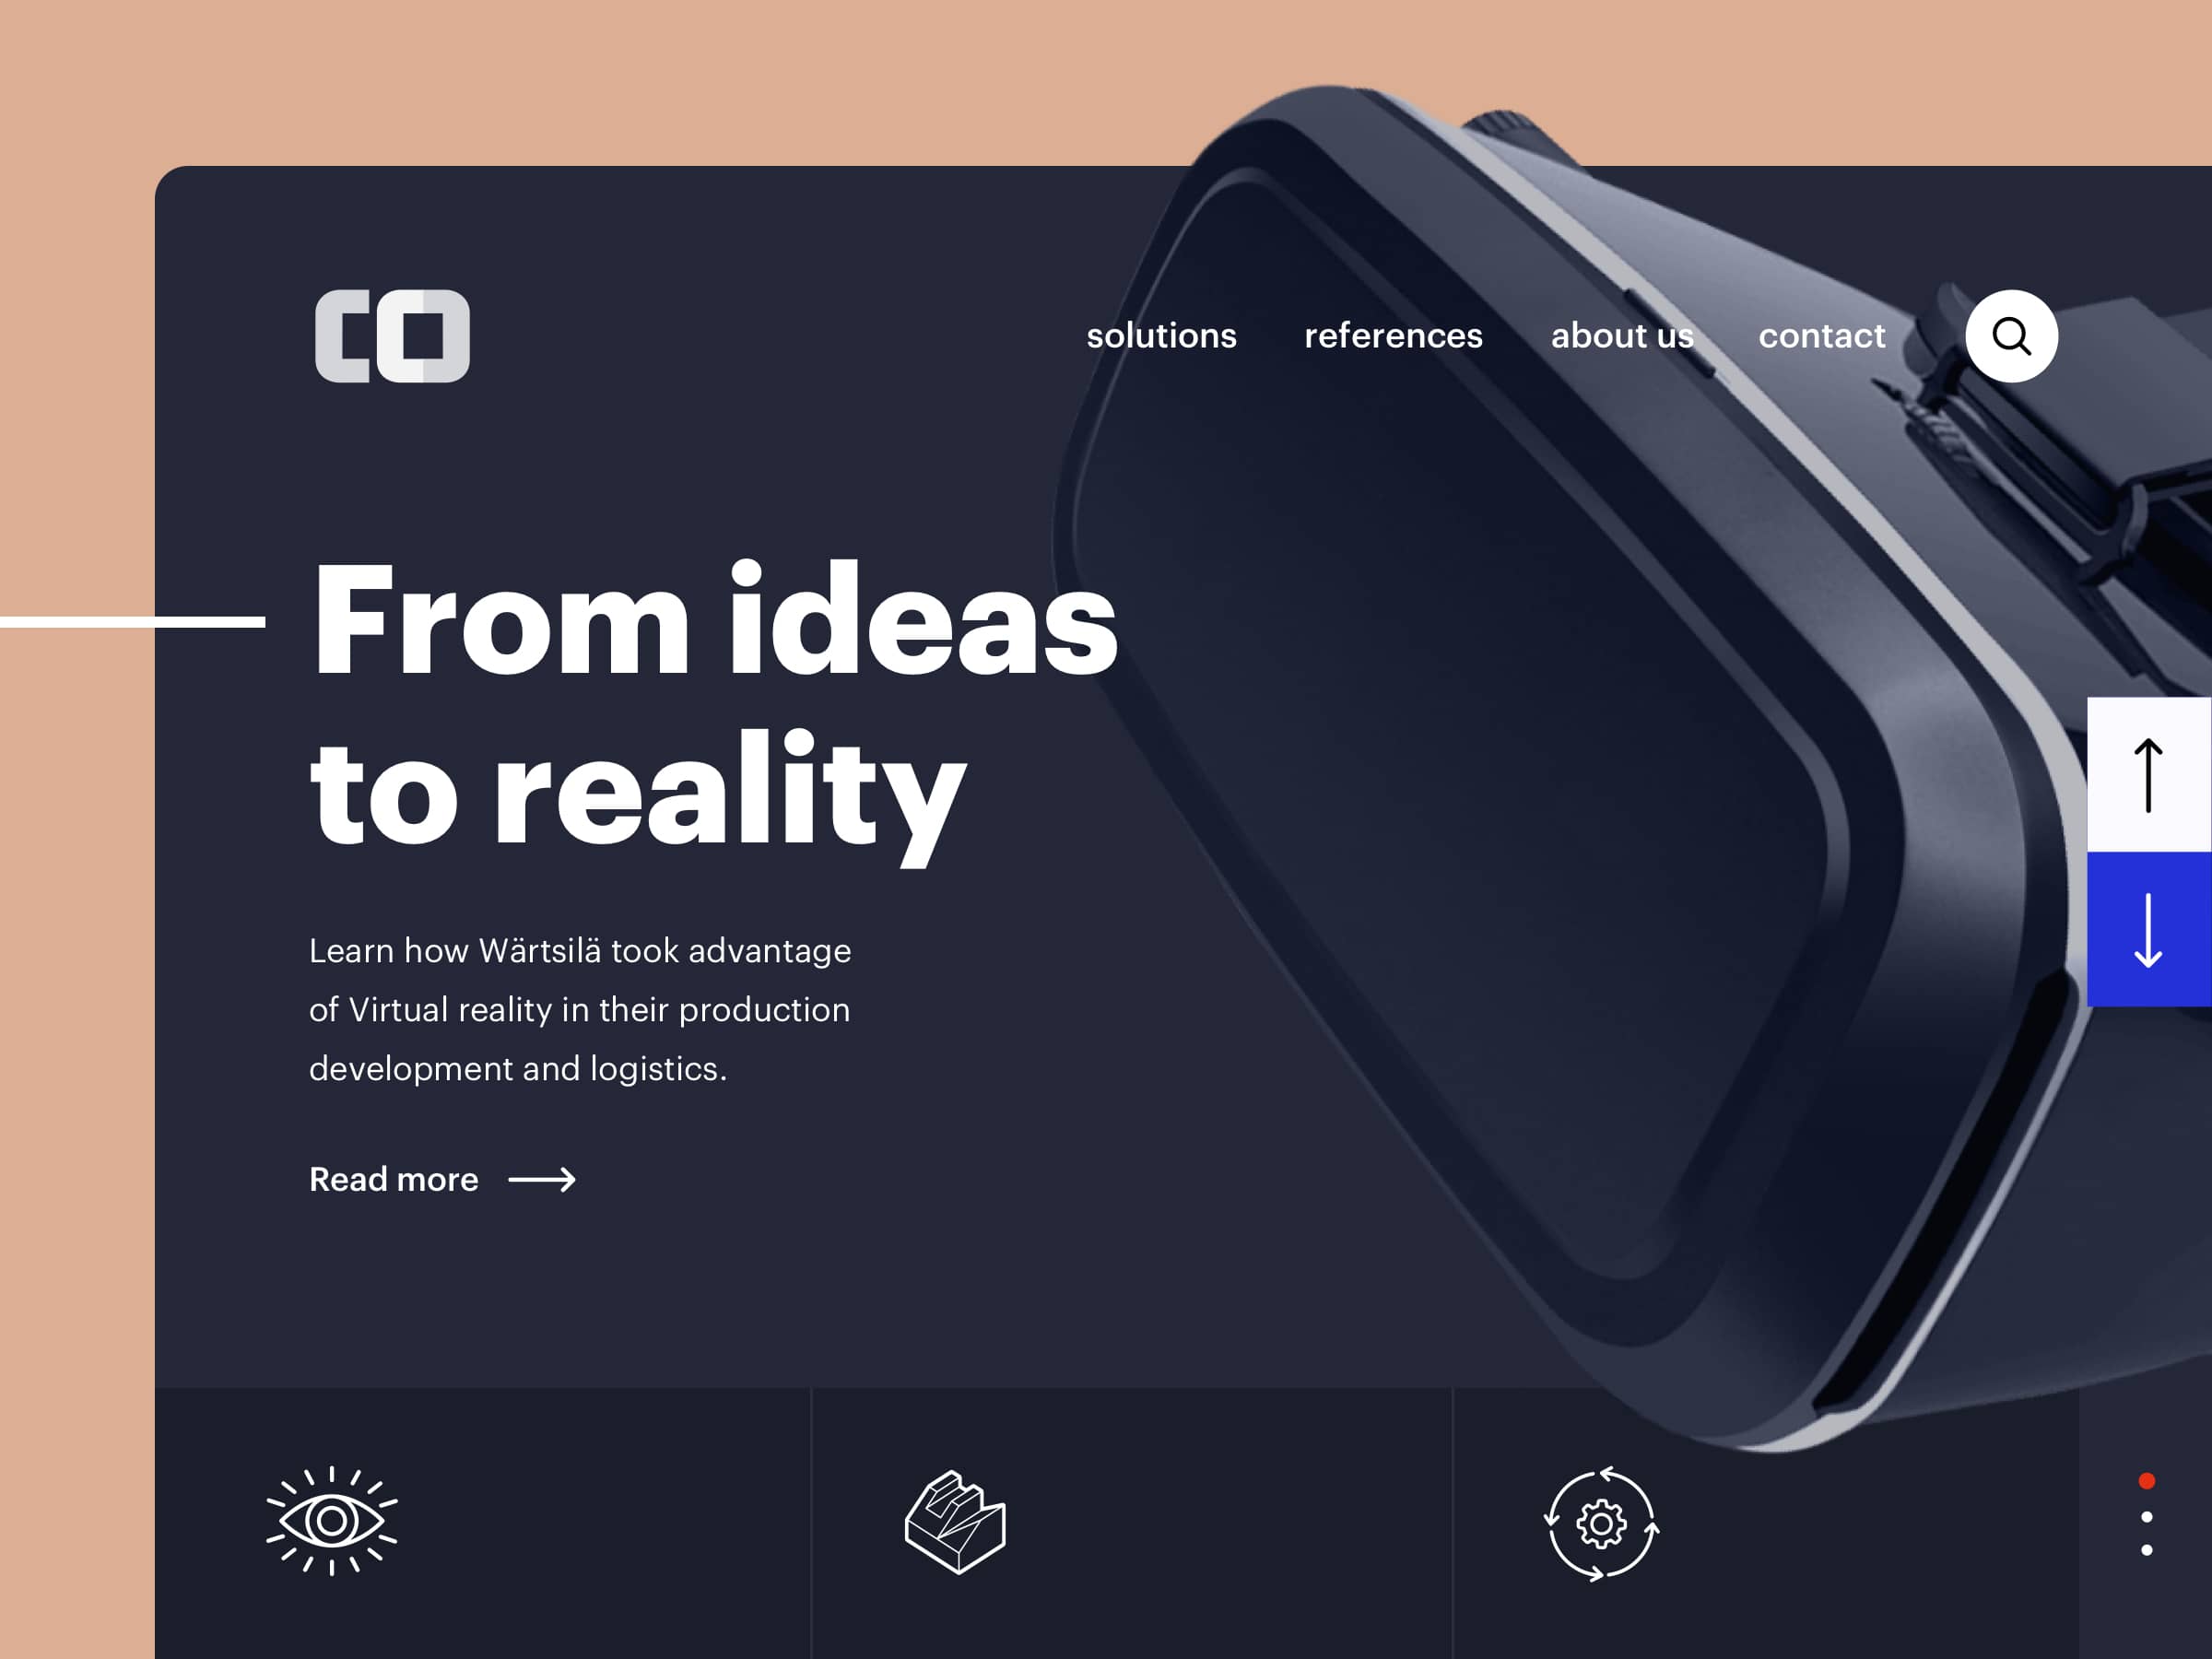 CO
solutions references about us contact
From ideas
to reality
Learn how Wärtsilä took advantage
of Virtual reality in their production
development and logistics.
Read more